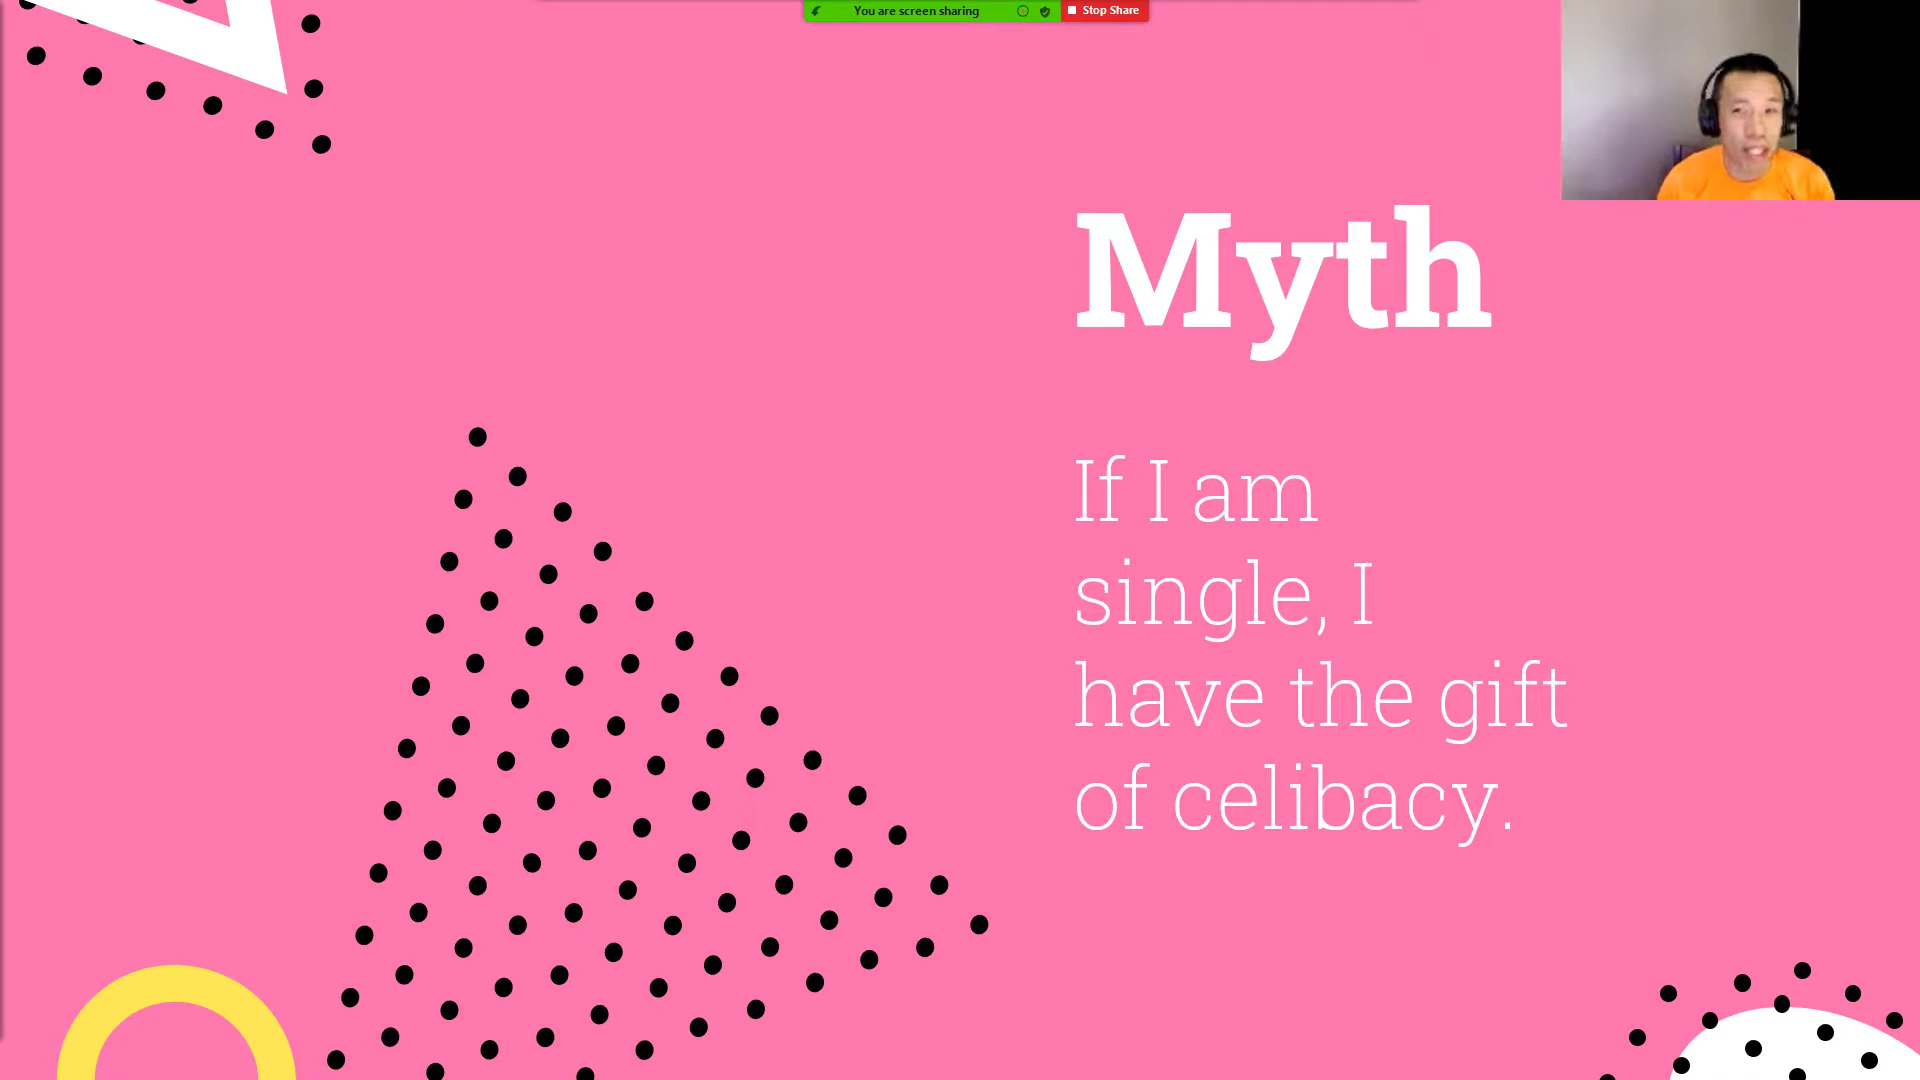 You are screen sharing
Stop Share
Myth
If I am
single, I
have the gift
of celibacy.